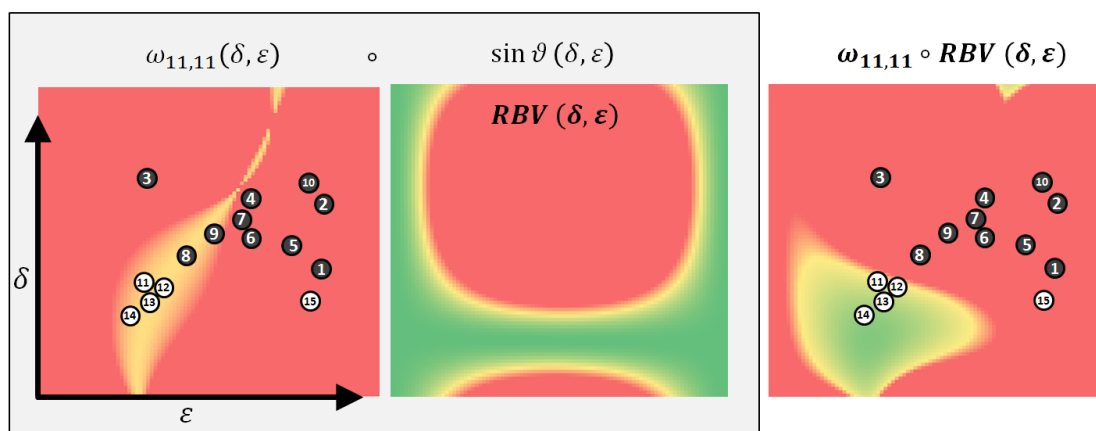 ω₁₁,₁₁(δ, ε) ∘ sin ϑ (δ, ε) ω₁₁,₁₁ ∘ RBV (δ, ε)
RBV (δ, ε)
3 10 2 4 7 6 9 5 8 1 11 12 13 14 15
3 10 2 4 7 6 9 5 8 1 11 12 13 14 15
δ
ε